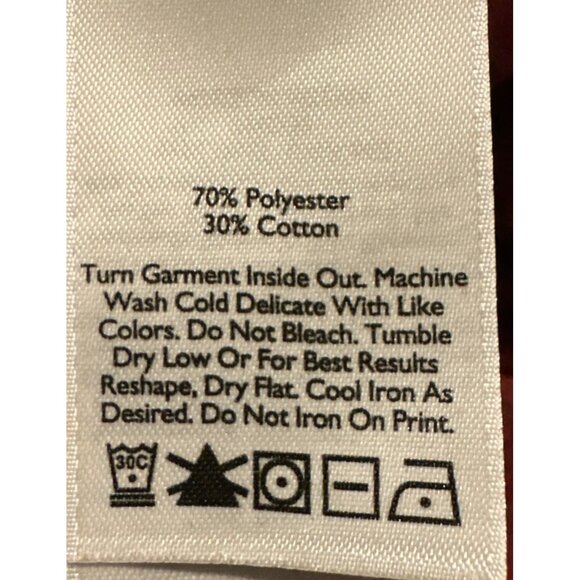 70% Polyester
30% Cotton
Turn Garment Inside Out. Machine
Wash Cold Delicate With Like
Colors. Do Not Bleach. Tumble
Dry Low Or For Best Results
Reshape, Dry Flat. Cool Iron As
Desired. Do Not Iron On Print.
30C